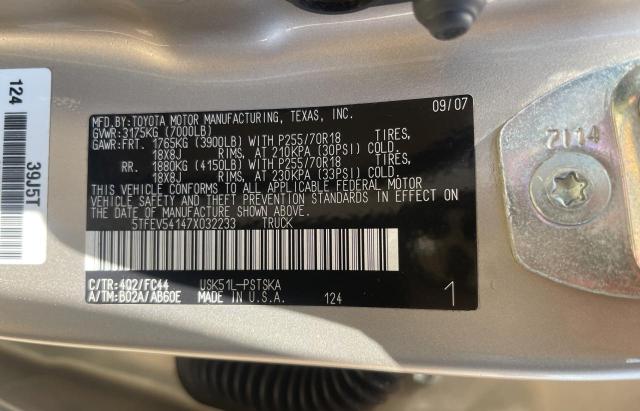 124
39J5T
MFD.BY:TOYOTA MOTOR MANUFACTURING, TEXAS, INC. 09/07
GVWR:3175KG (7000LB)
GAWR:FRT. 1765KG (3900LB) WITH P255/70R18 TIRES,
18X8J RIMS, AT 210KPA (30PSI) COLD.
RR. 1880KG (4150LB) WITH P255/70R18 TIRES,
18X8J RIMS, AT 230KPA (33PSI) COLD.
THIS VEHICLE CONFORMS TO ALL APPLICABLE FEDERAL MOTOR
VEHICLE SAFETY AND THEFT PREVENTION STANDARDS IN EFFECT ON
THE DATE OF MANUFACTURE SHOWN ABOVE.
5TFEV54147X032233 TRUCK
C/TR:4Q2/FC44 USK51L-PSTSKA
A/TM:B02A/AB60E MADE IN U.S.A. 124 1
7114